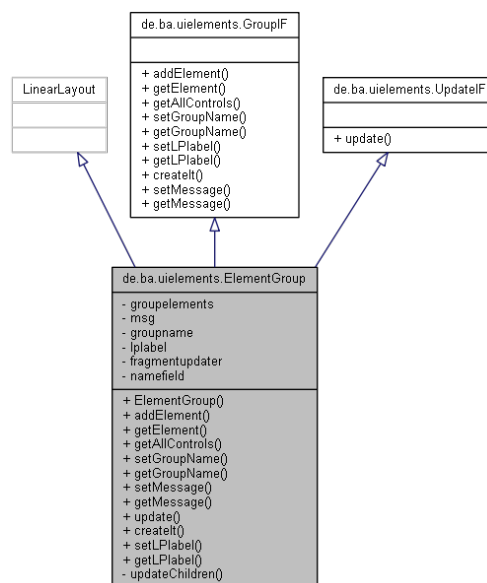 de.ba.uielements.GroupIF
+ addElement()
+ getElement()
+ getAllControls()
+ setGroupName()
+ getGroupName()
+ setLPlabel()
+ getLPlabel()
+ createIt()
+ setMessage()
+ getMessage()
LinearLayout
de.ba.uielements.UpdateIF
+ update()
de.ba.uielements.ElementGroup
- groupelements
- msg
- groupname
- lplabel
- fragmentupdater
- namefield
+ ElementGroup()
+ addElement()
+ getElement()
+ getAllControls()
+ setGroupName()
+ getGroupName()
+ setMessage()
+ getMessage()
+ update()
+ createIt()
+ setLPlabel()
+ getLPlabel()
- updateChildren()